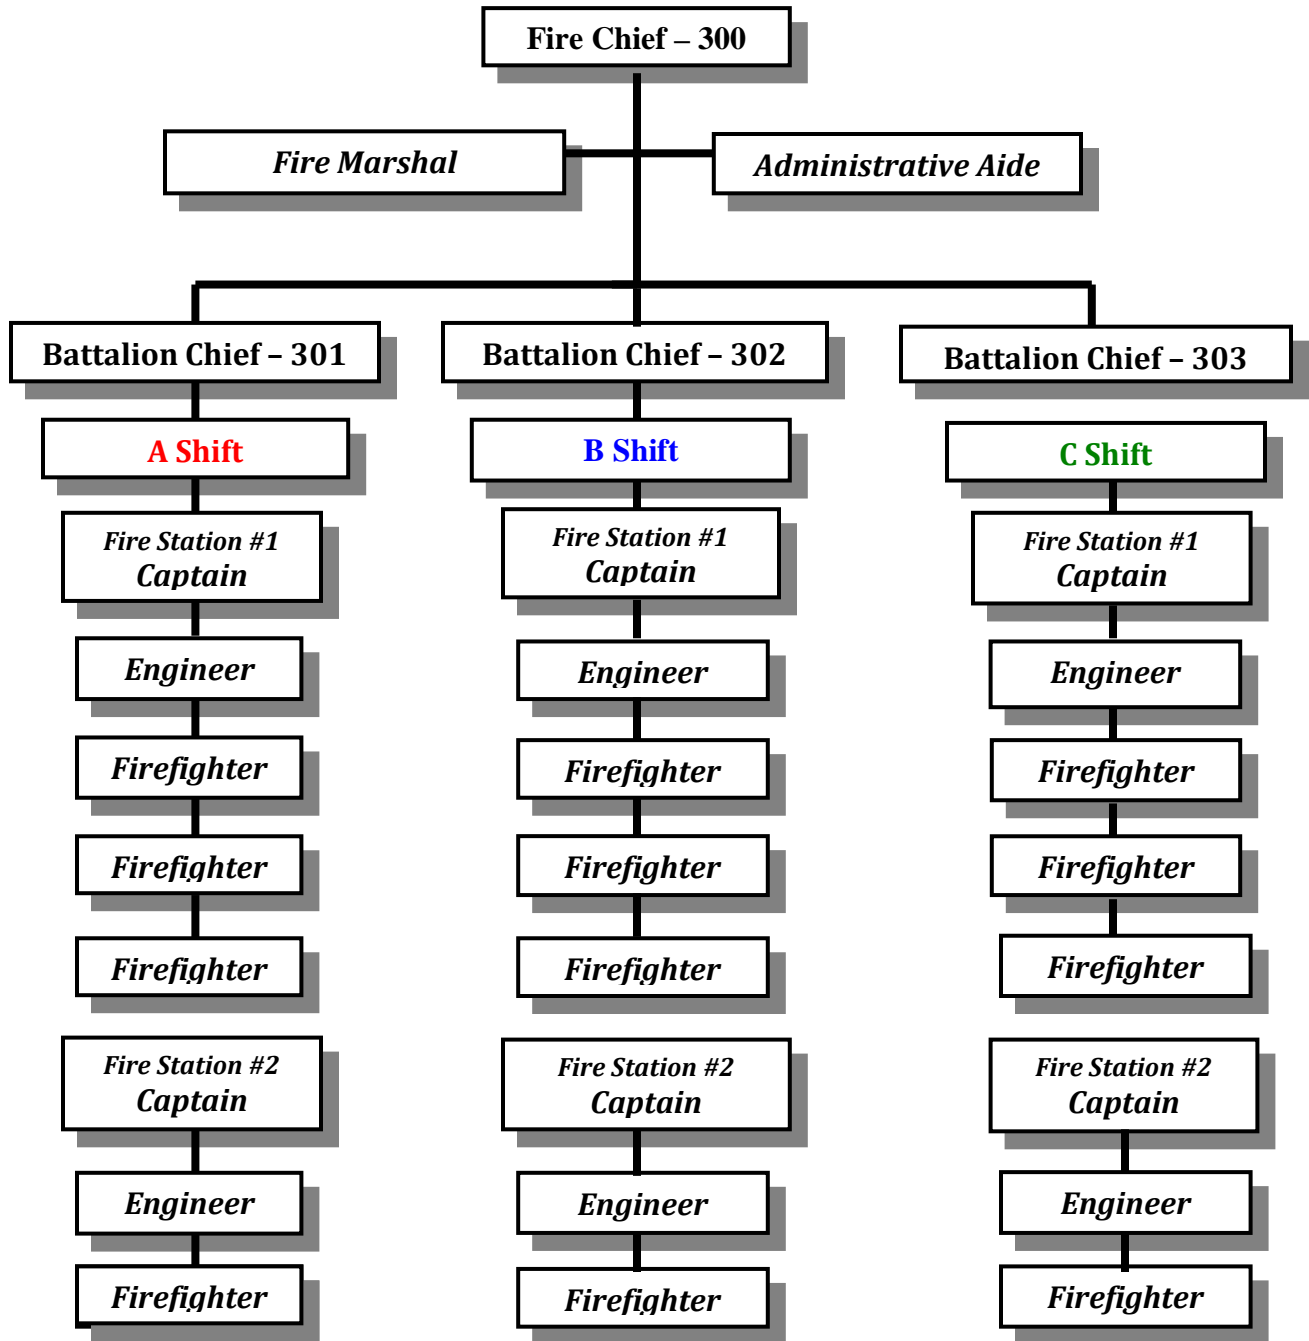 Fire Chief – 300
Fire Marshal
Administrative Aide
Battalion Chief – 301
Battalion Chief – 302
Battalion Chief – 303
A Shift
B Shift
C Shift
Fire Station #1
Captain
Fire Station #1
Captain
Fire Station #1
Captain
Engineer
Engineer
Engineer
Firefighter
Firefighter
Firefighter
Firefighter
Firefighter
Firefighter
Firefighter
Firefighter
Firefighter
Fire Station #2
Captain
Fire Station #2
Captain
Fire Station #2
Captain
Engineer
Engineer
Engineer
Firefighter
Firefighter
Firefighter